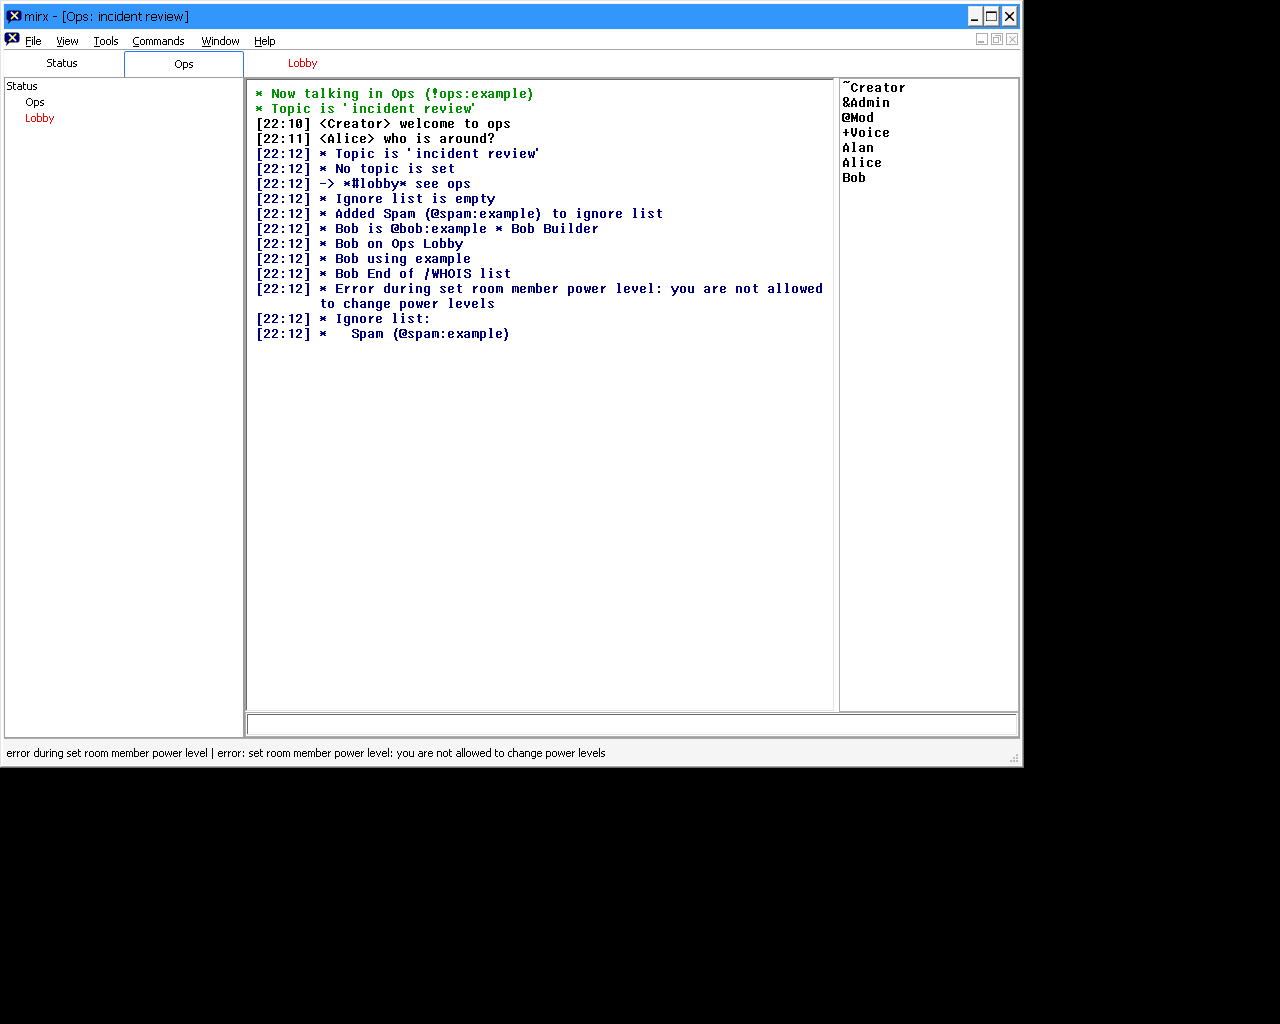 mirx - [Ops: incident review]
File View Tools Commands Window Help
Status Ops Lobby
Status
Ops
Lobby
* Now talking in Ops (!ops:example)
* Topic is 'incident review'
[22:10] <Creator> welcome to ops
[22:11] <Alice> who is around?
[22:12] * Topic is 'incident review'
[22:12] * No topic is set
[22:12] -> *#lobby* see ops
[22:12] * Ignore list is empty
[22:12] * Added Spam (@spam:example) to ignore list
[22:12] * Bob is @bob:example * Bob Builder
[22:12] * Bob on Ops Lobby
[22:12] * Bob using example
[22:12] * Bob End of /WHOIS list
[22:12] * Error during set room member power level: you are not allowed
to change power levels
[22:12] * Ignore list:
[22:12] *   Spam (@spam:example)
~Creator
&Admin
@Mod
+Voice
Alan
Alice
Bob
error during set room member power level | error: set room member power level: you are not allowed to change power levels